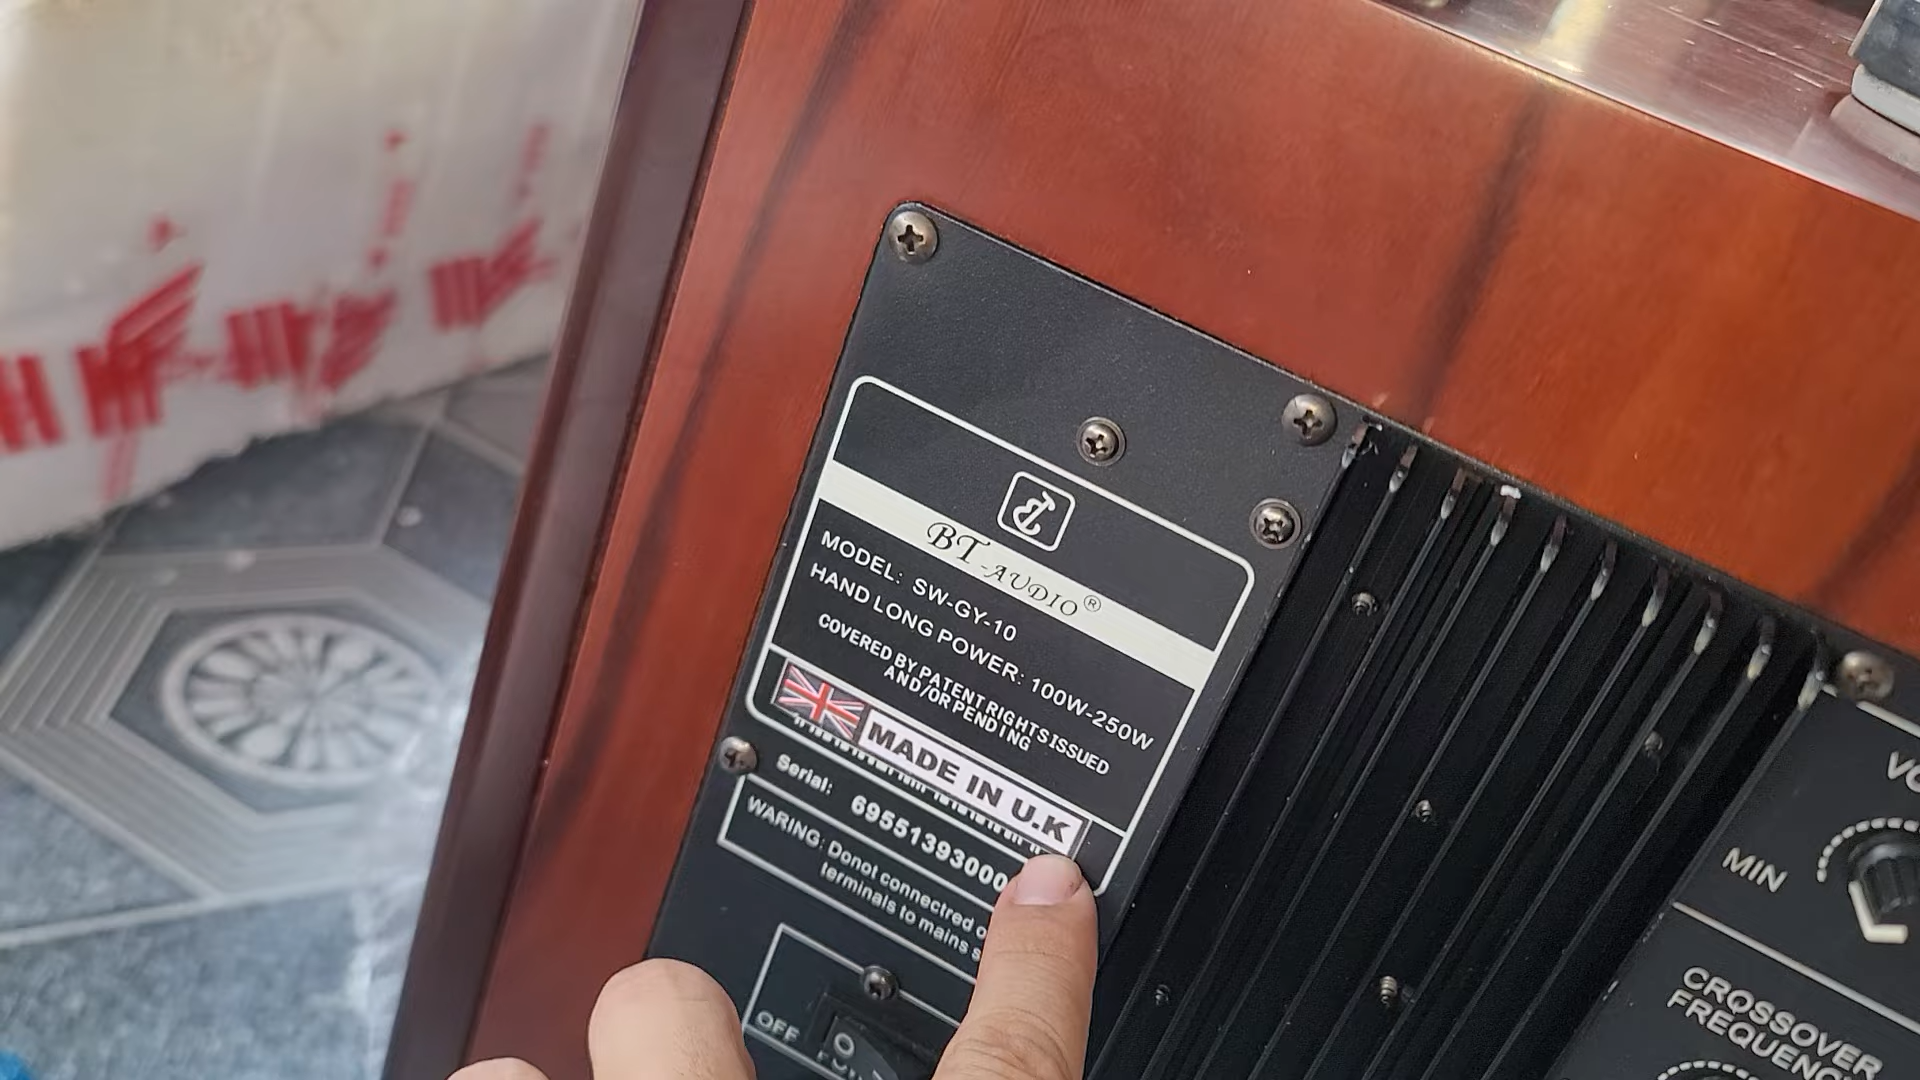 BT-AUDIO®
MODEL: SW-GY-10
HAND LONG POWER: 100W-250W
COVERED BY PATENT RIGHTS ISSUED
AND/OR PENDING
MADE IN U.K
Serial: 69551393000
WARING: Donot connectred
terminals to mains
OFF
MIN
CROSSOVER
FREQUENC